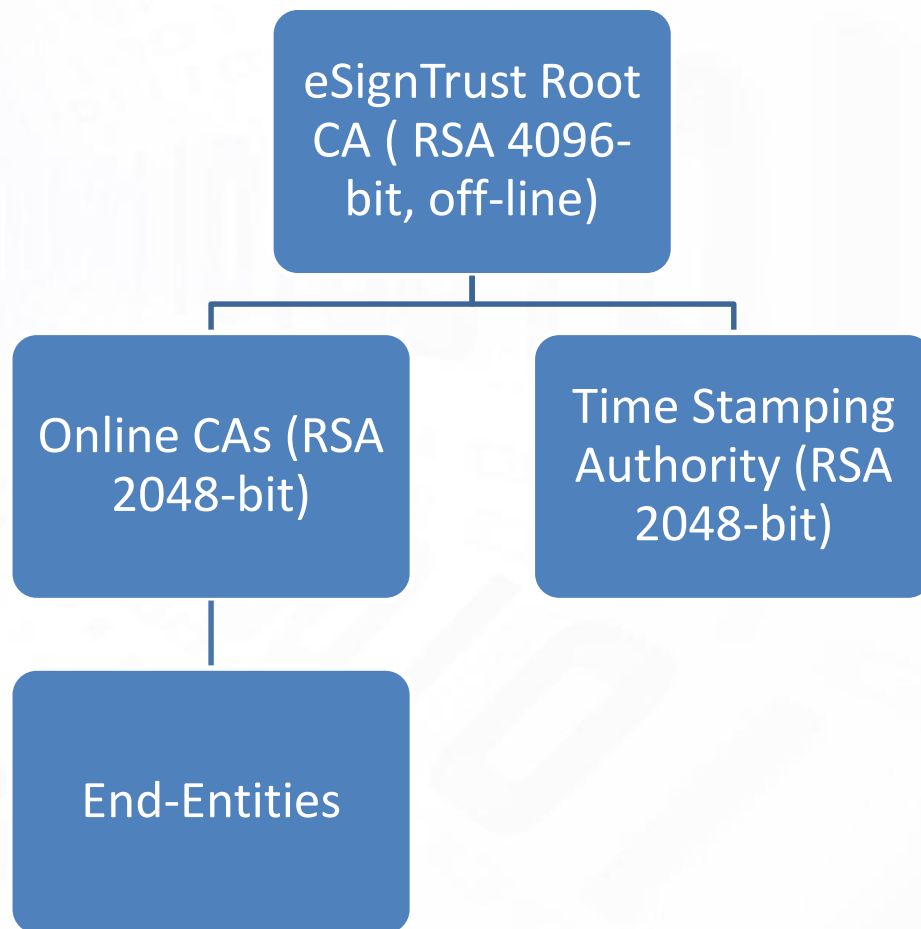 eSignTrust Root
CA ( RSA 4096-
bit, off-line)
Online CAs (RSA
2048-bit)
Time Stamping
Authority (RSA
2048-bit)
End-Entities